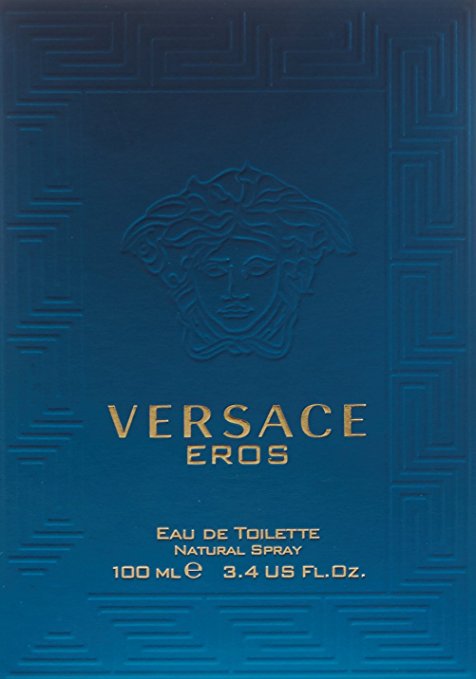 VERSACE
EROS
EAU DE TOILETTE
NATURAL SPRAY
100 ML℮ 3.4 US FL.OZ.